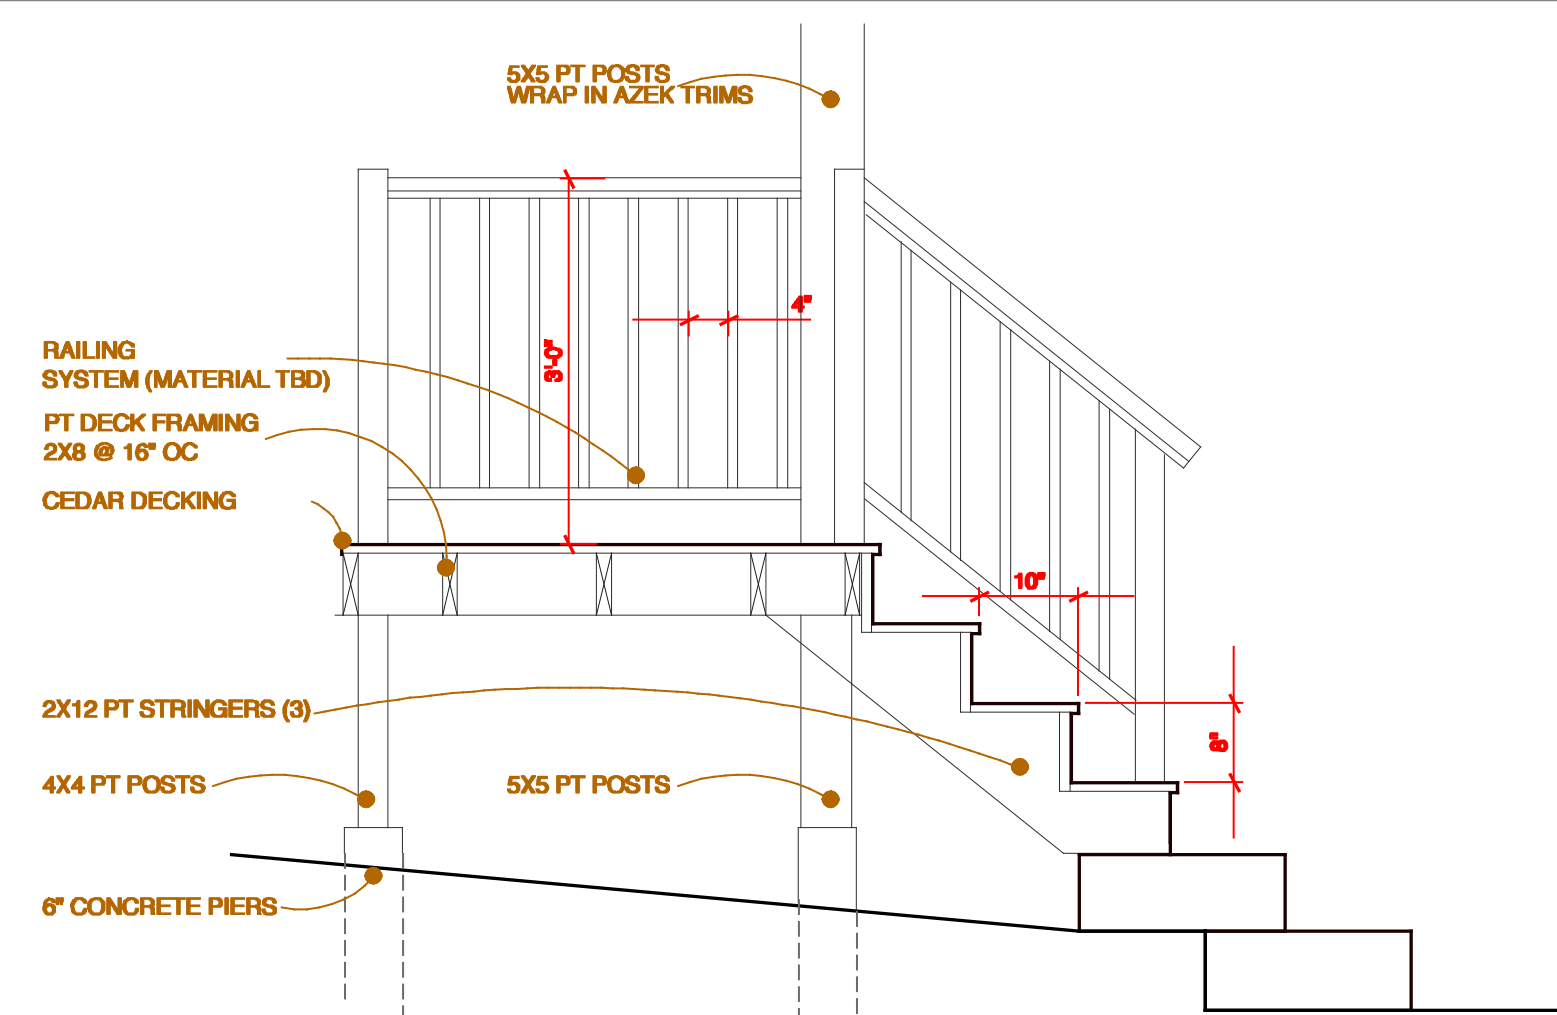 5X5 PT POSTS
WRAP IN AZEK TRIMS
4"
3'-0"
RAILING
SYSTEM (MATERIAL TBD)
PT DECK FRAMING
2X8 @ 16" OC
CEDAR DECKING
10"
2X12 PT STRINGERS (3)
8"
4X4 PT POSTS
5X5 PT POSTS
6" CONCRETE PIERS